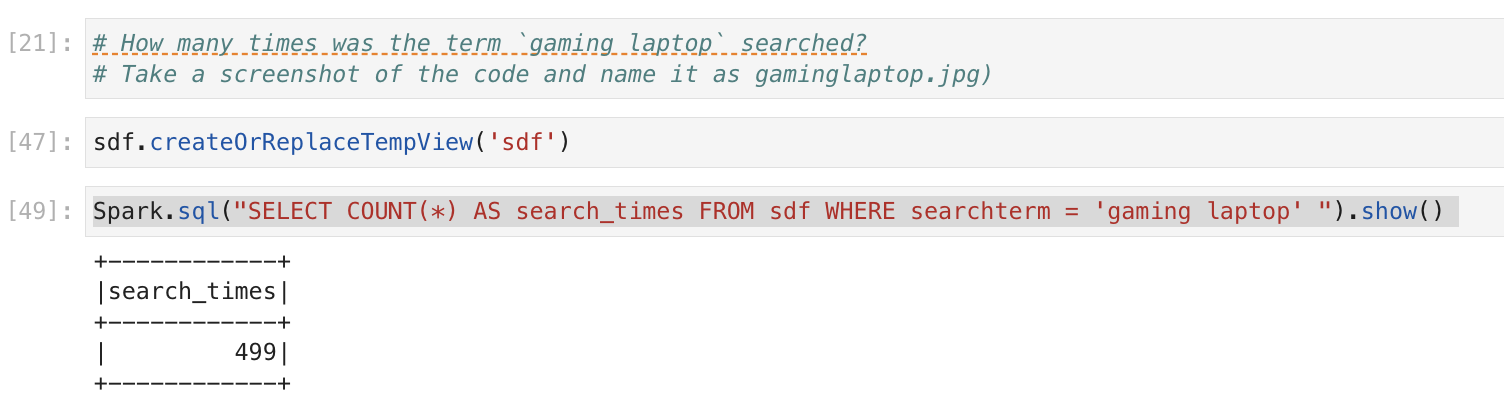 [21]: # How many times was the term `gaming laptop` searched?
# Take a screenshot of the code and name it as gaminglaptop.jpg)
[47]: sdf.createOrReplaceTempView('sdf')
[49]: Spark.sql("SELECT COUNT(*) AS search_times FROM sdf WHERE searchterm = 'gaming laptop' ").show()
+------------+
|search_times|
+------------+
|         499|
+------------+